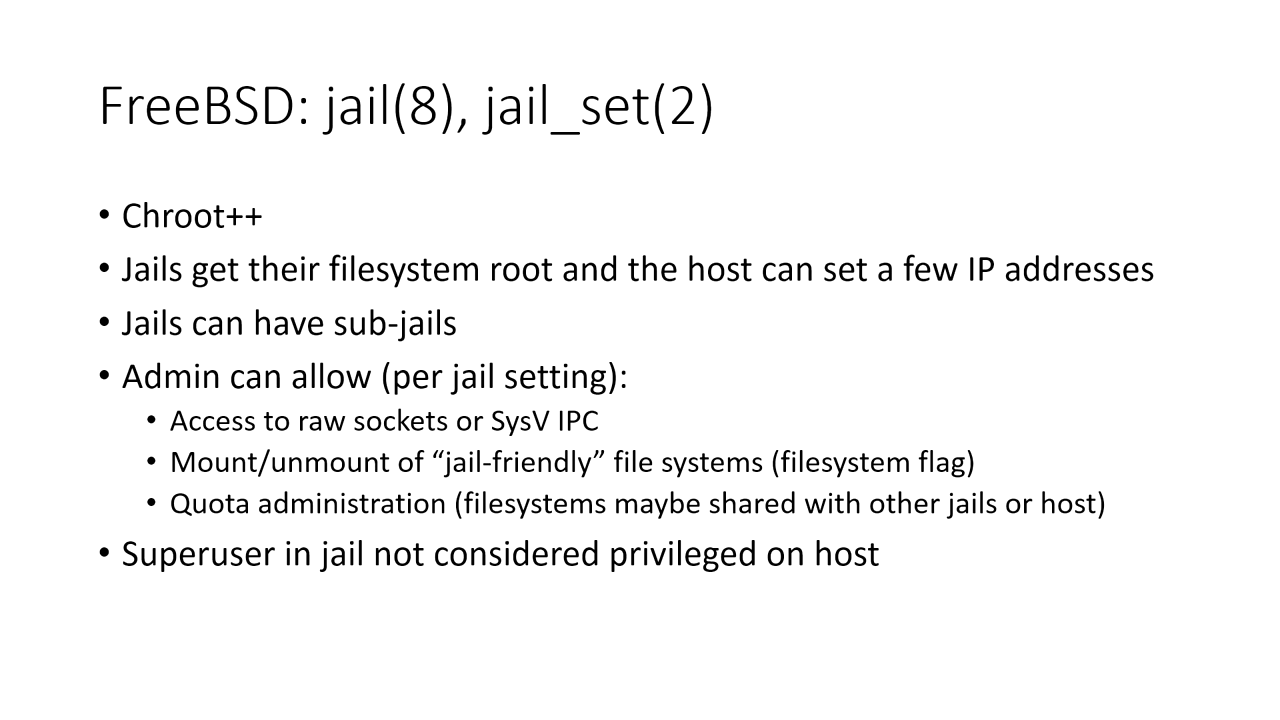 FreeBSD: jail(8), jail_set(2)
• Chroot++
• Jails get their filesystem root and the host can set a few IP addresses
• Jails can have sub-jails
• Admin can allow (per jail setting):
• Access to raw sockets or SysV IPC
• Mount/unmount of “jail-friendly” file systems (filesystem flag)
• Quota administration (filesystems maybe shared with other jails or host)
• Superuser in jail not considered privileged on host